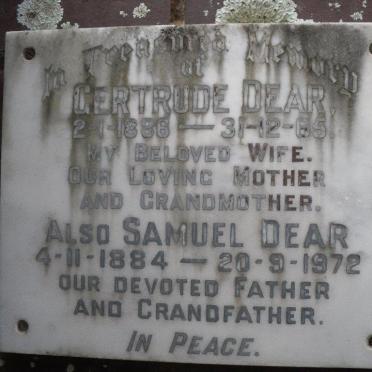 In Treasured Memory
of
GERTRUDE DEAR,
2-1-1886 — 31-12-65.
MY BELOVED WIFE.
OUR LOVING MOTHER
AND GRANDMOTHER.
ALSO SAMUEL DEAR
4-11-1884 — 20-9-1972
OUR DEVOTED FATHER
AND GRANDFATHER.
IN PEACE.